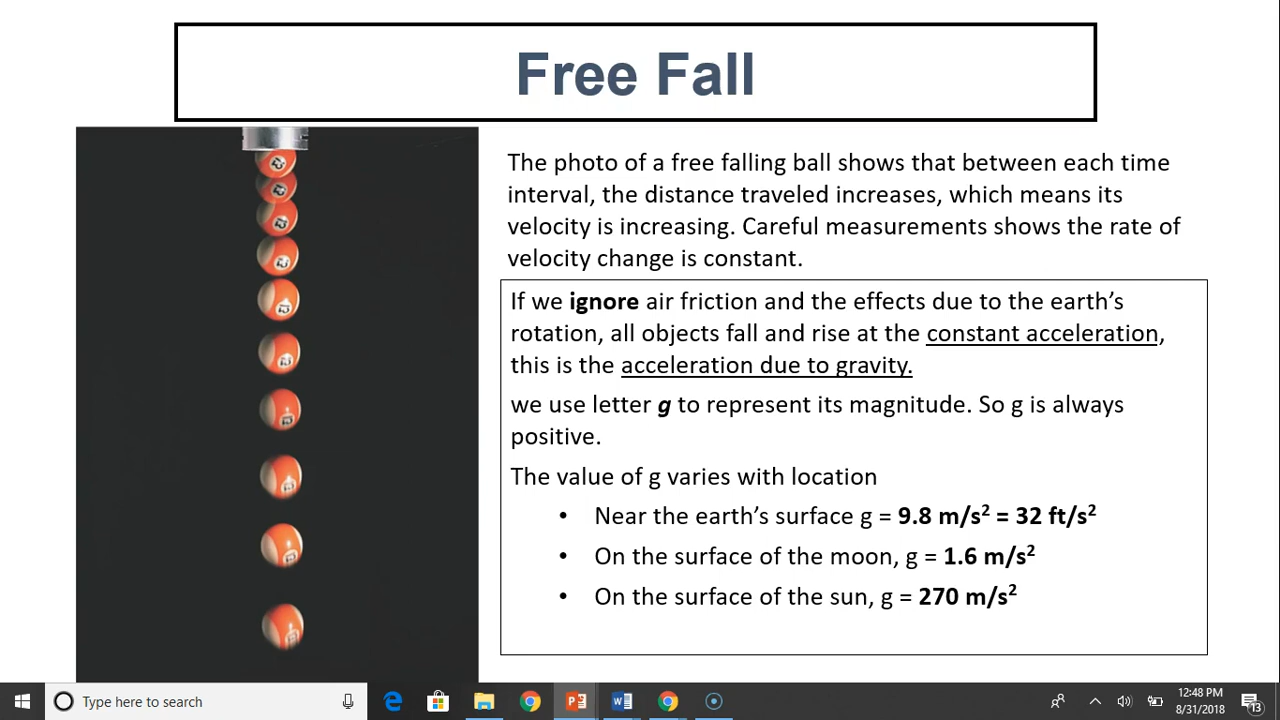 Free Fall
The photo of a free falling ball shows that between each time
interval, the distance traveled increases, which means its
velocity is increasing. Careful measurements shows the rate of
velocity change is constant.
If we ignore air friction and the effects due to the earth's
rotation, all objects fall and rise at the constant acceleration,
this is the acceleration due to gravity.
we use letter g to represent its magnitude. So g is always
positive.
The value of g varies with location
• Near the earth's surface g = 9.8 m/s² = 32 ft/s²
• On the surface of the moon, g = 1.6 m/s²
• On the surface of the sun, g = 270 m/s²
Type here to search
12:48 PM
8/31/2018
13